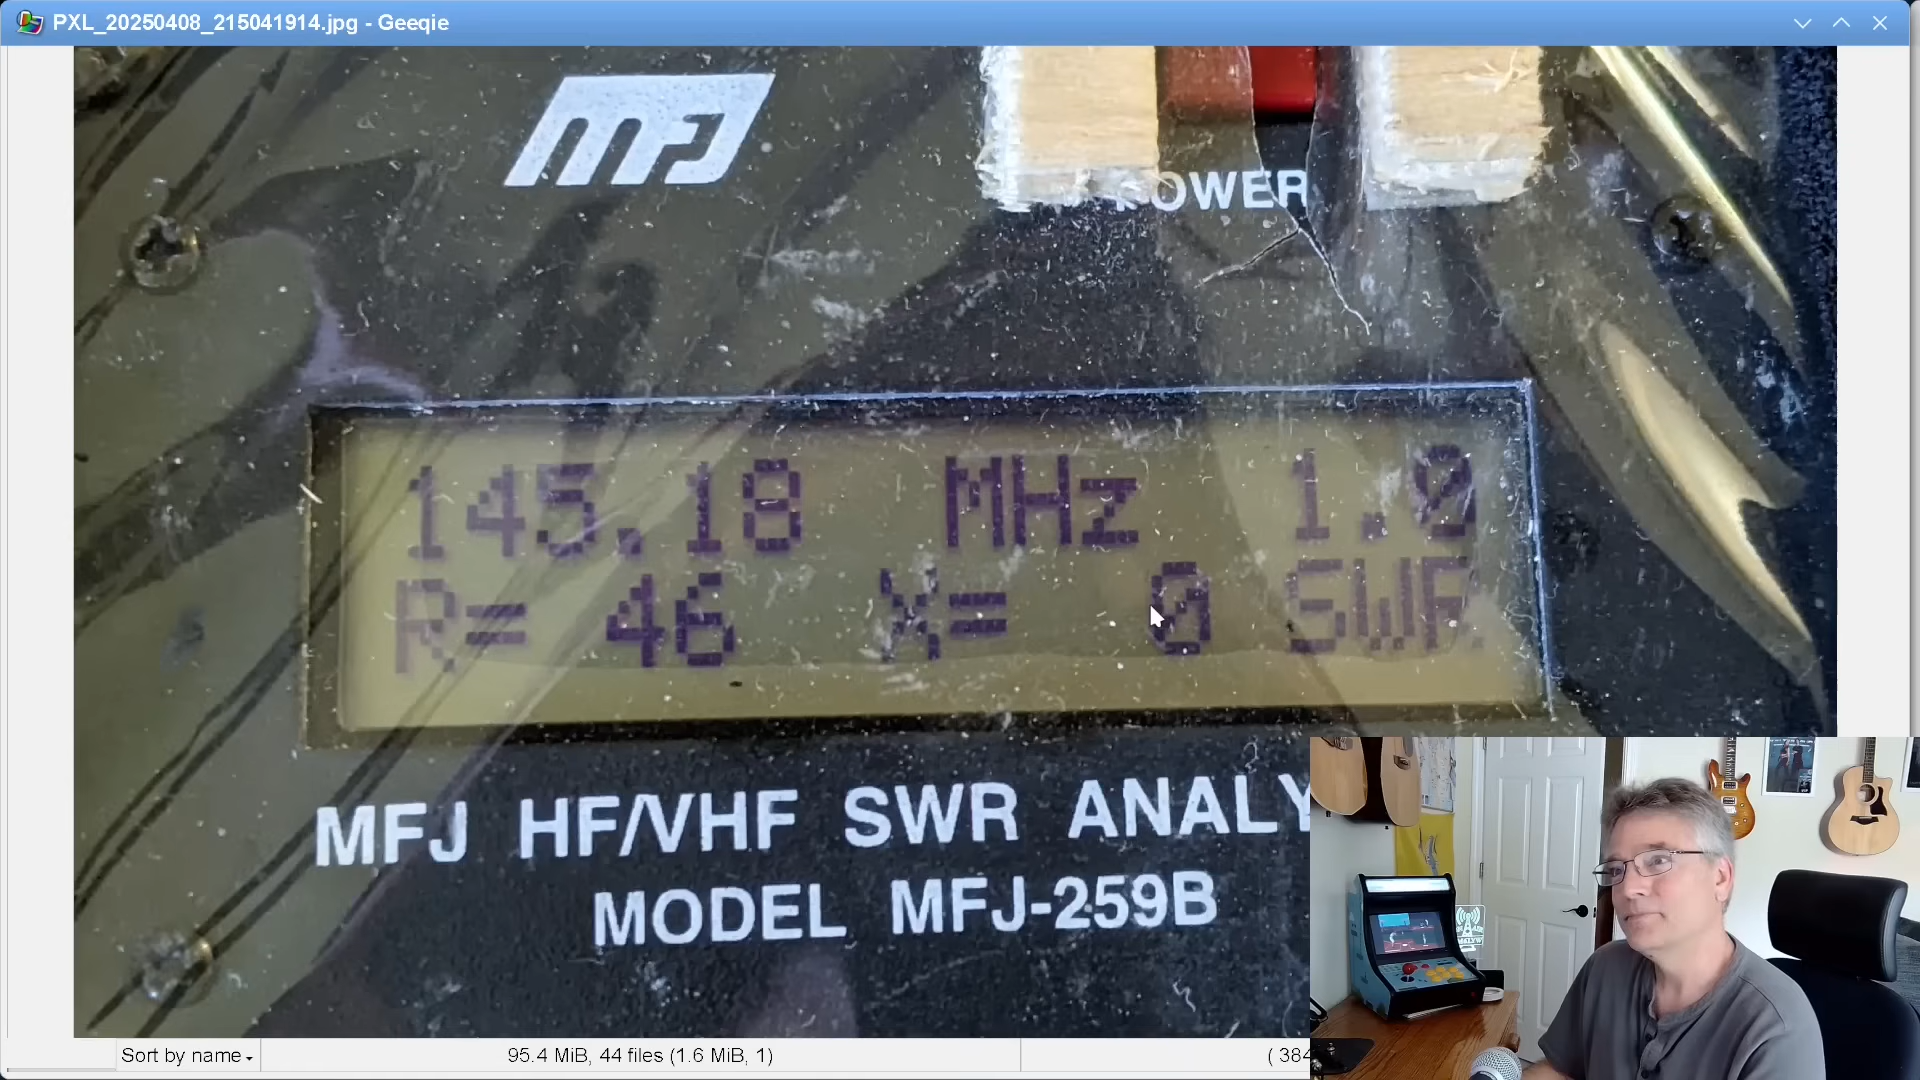 PXL_20250408_215041914.jpg - Geeqie
MFJ
POWER
145.18 MHz 1.0
R= 46 X= 0 SWR
MFJ HF/VHF SWR ANALY
MODEL MFJ-259B
Sort by name
95.4 MiB, 44 files (1.6 MiB, 1)
( 384